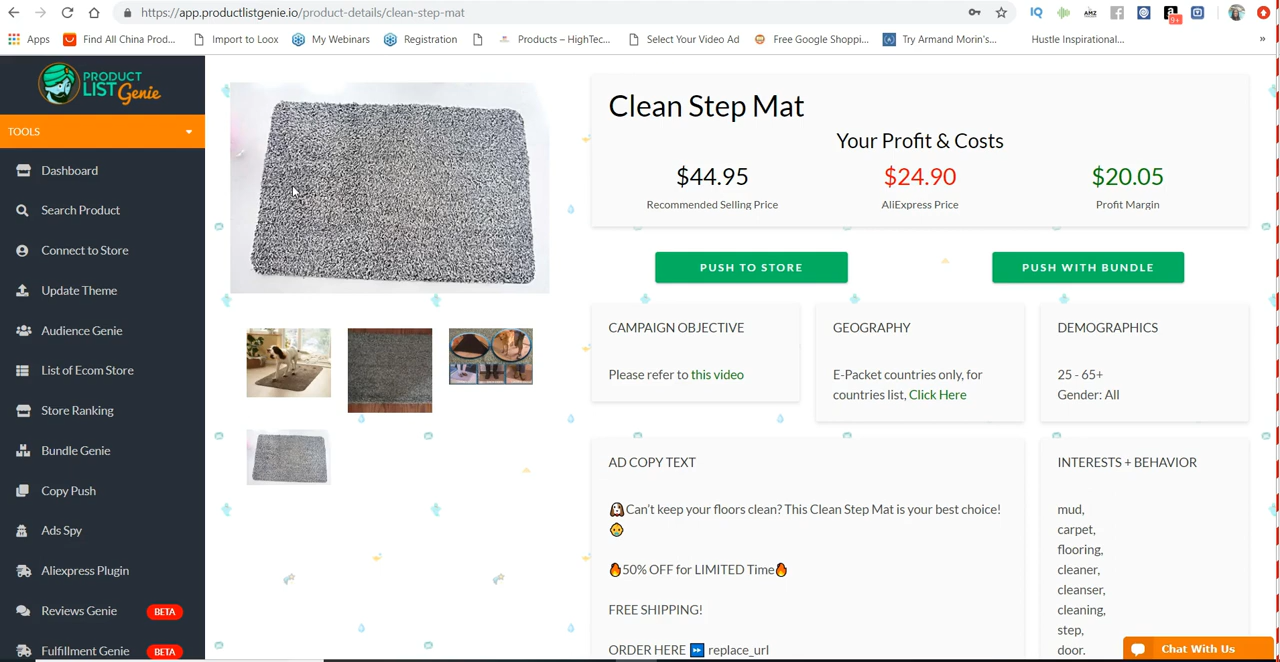 https://app.productlistgenie.io/product-details/clean-step-mat
Apps
Find All China Prod...
Import to Loox
My Webinars
Registration
Products – HighTec...
Select Your Video Ad
Free Google Shoppi...
Try Armand Morin's...
Hustle Inspirational...
»
IQ
AMZ
9+
PRODUCT
LIST Genie
TOOLS
Dashboard
Search Product
Connect to Store
Update Theme
Audience Genie
List of Ecom Store
Store Ranking
Bundle Genie
Copy Push
Ads Spy
Aliexpress Plugin
Reviews Genie BETA
Fulfillment Genie BETA
Clean Step Mat
Your Profit & Costs
$44.95 $24.90 $20.05
Recommended Selling Price AliExpress Price Profit Margin
PUSH TO STORE PUSH WITH BUNDLE
CAMPAIGN OBJECTIVE
Please refer to this video
GEOGRAPHY
E-Packet countries only, for
countries list, Click Here
DEMOGRAPHICS
25 - 65+
Gender: All
AD COPY TEXT
🐶Can't keep your floors clean? This Clean Step Mat is your best choice!
👶
🔥50% OFF for LIMITED Time🔥
FREE SHIPPING!
ORDER HERE ⏩ replace_url
INTERESTS + BEHAVIOR
mud,
carpet,
flooring,
cleaner,
cleanser,
cleaning,
step,
door.
Chat With Us